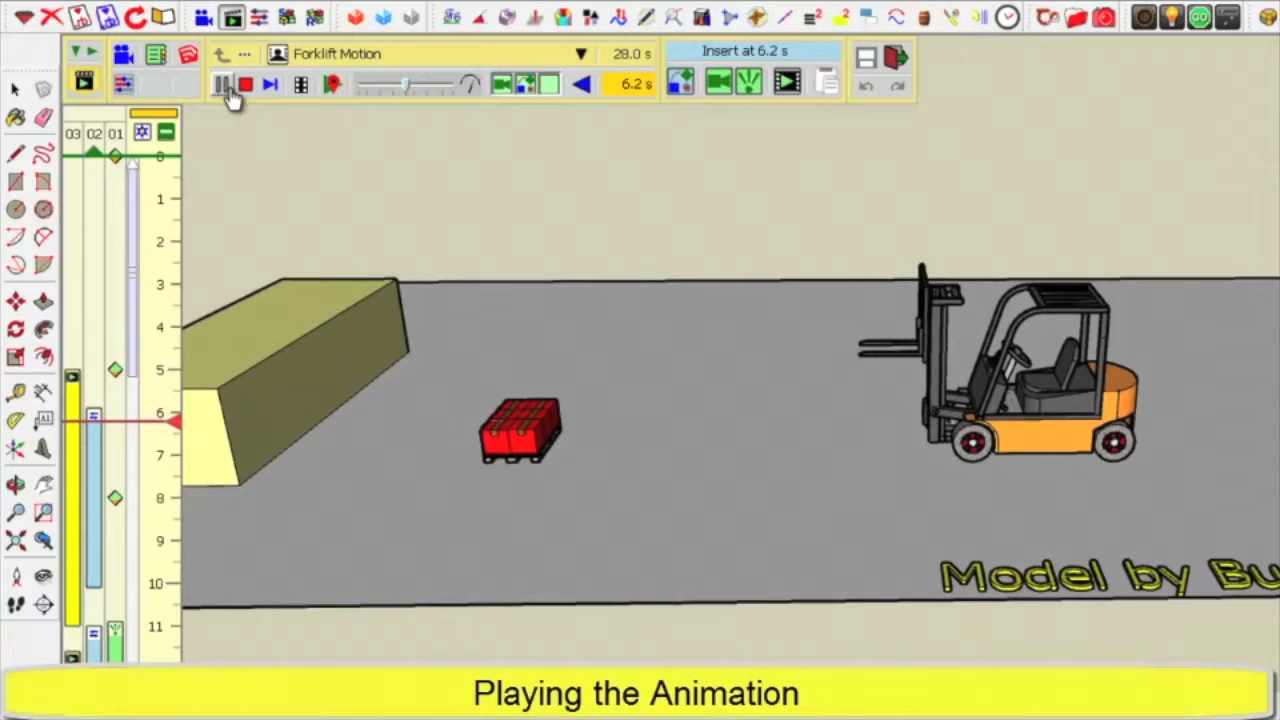 Forklift Motion
28.0 s
Insert at 6.2 s
6.2 s
03 02 01
0
1
2
3
4
5
6
7
8
9
10
11
Model by Bu
Playing the Animation